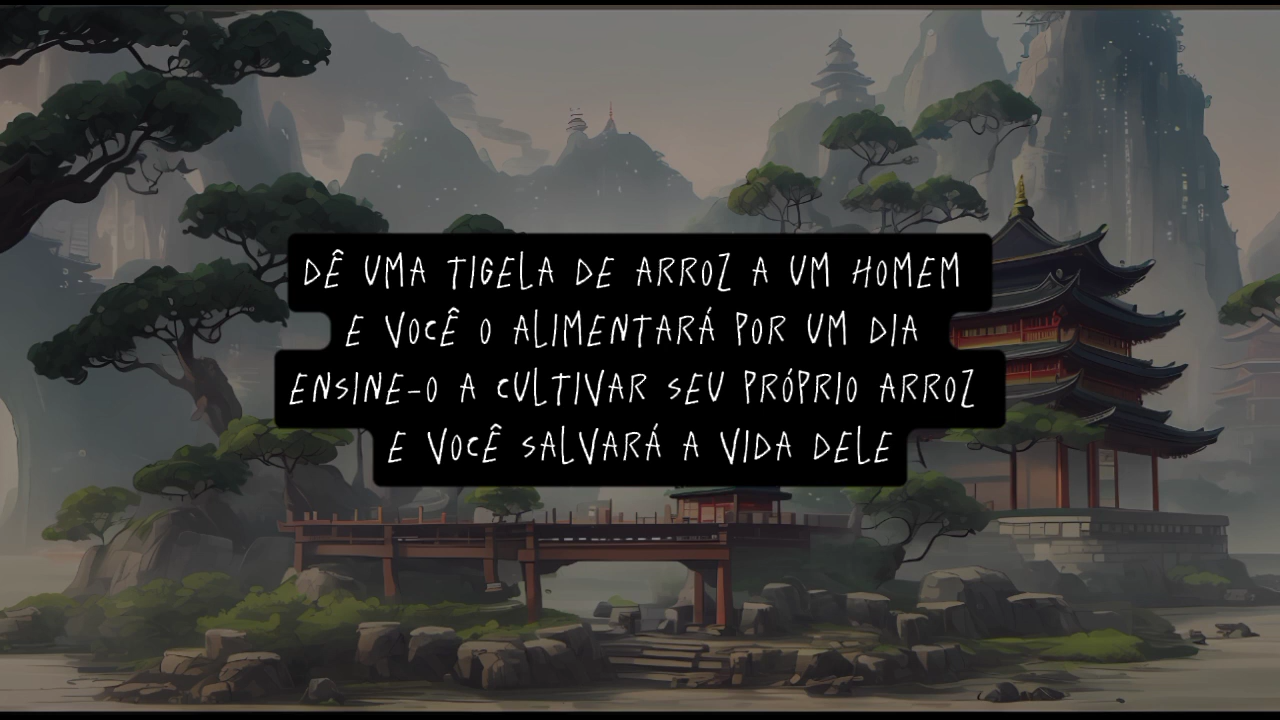 DÊ UMA TIGELA DE ARROZ A UM HOMEM
E VOCÊ O ALIMENTARÁ POR UM DIA
ENSINE-O A CULTIVAR SEU PRÓPRIO ARROZ
E VOCÊ SALVARÁ A VIDA DELE